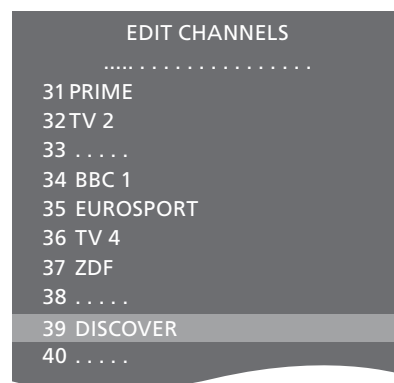 EDIT CHANNELS
..... . . . . . . . . . . . . . . .
31 PRIME
32 TV 2
33 . . . . .
34 BBC 1
35 EUROSPORT
36 TV 4
37 ZDF
38 . . . . .
39 DISCOVER
40 . . . . .